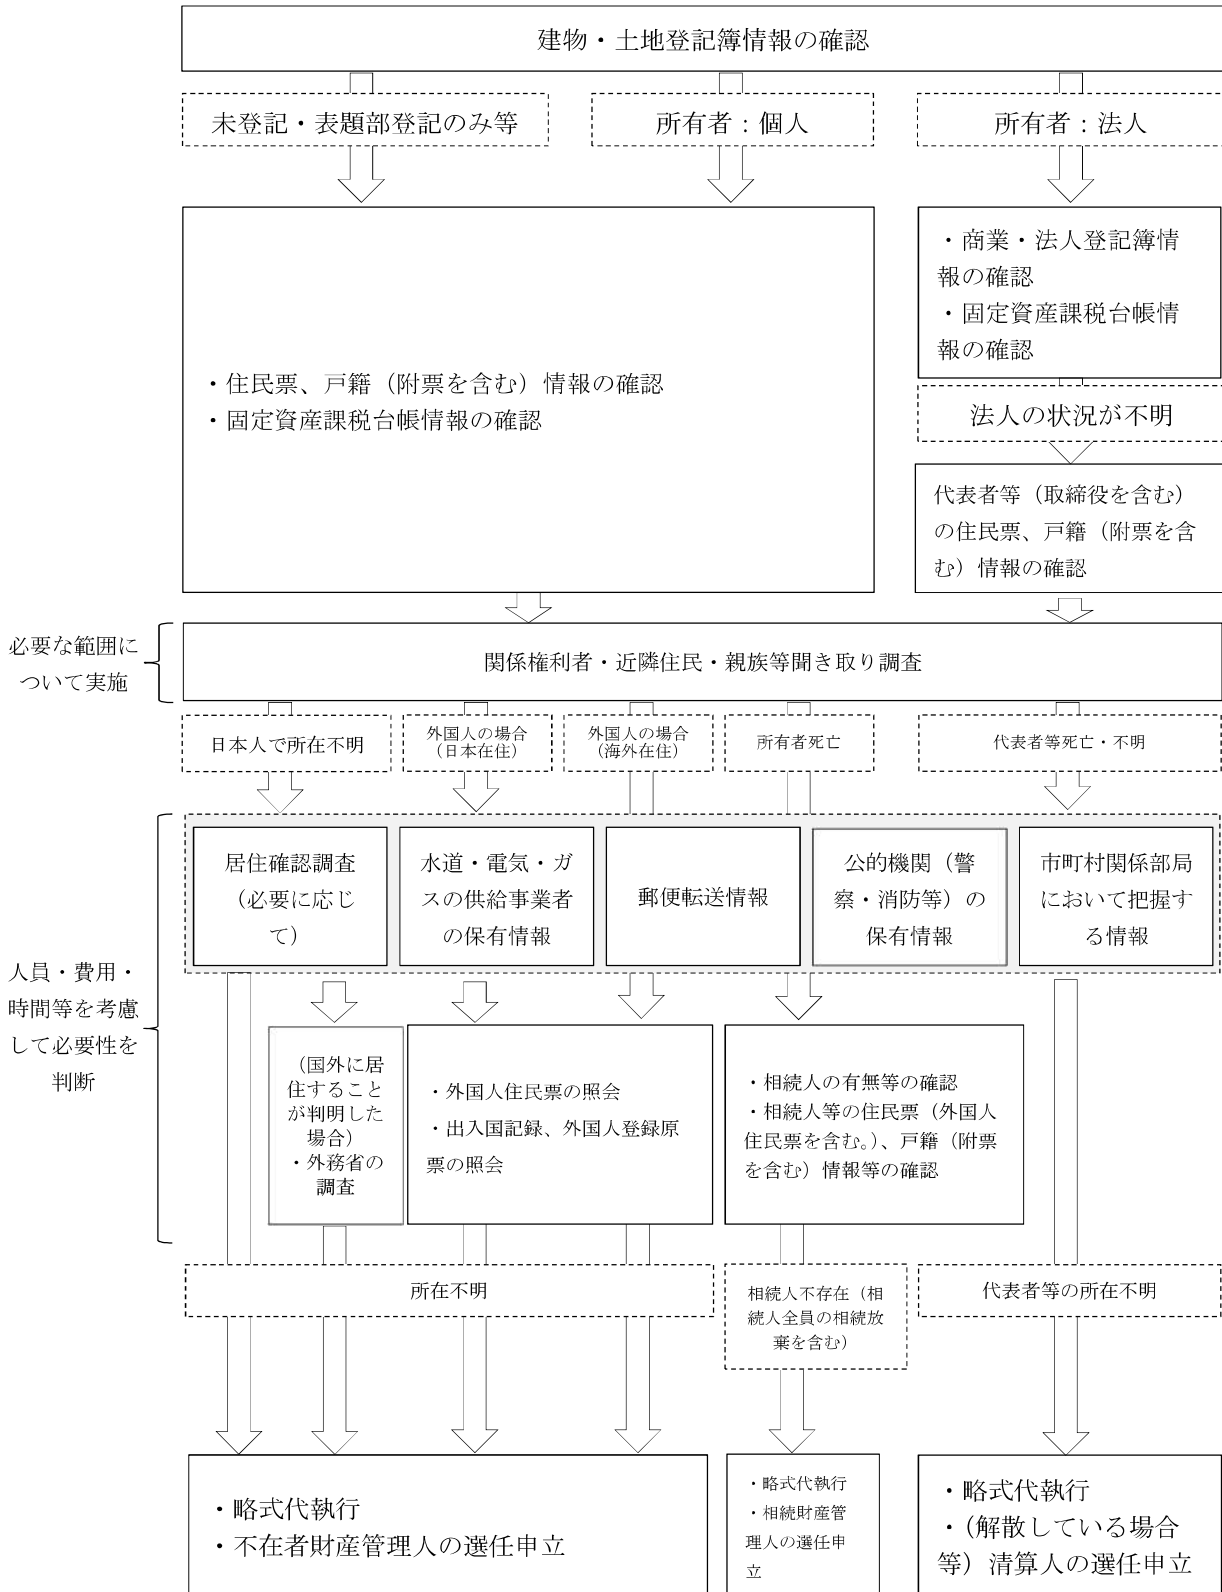 建物・土地登記簿情報の確認
未登記・表題部登記のみ等
所有者：個人
所有者：法人
・住民票、戸籍（附票を含む）情報の確認
・固定資産課税台帳情報の確認
・商業・法人登記簿情
報の確認
・固定資産課税台帳情
報の確認
法人の状況が不明
代表者等（取締役を含む）
の住民票、戸籍（附票を含
む）情報の確認
必要な範囲に
ついて実施
関係権利者・近隣住民・親族等聞き取り調査
日本人で所在不明
外国人の場合
（日本在住）
外国人の場合
（海外在住）
所有者死亡
代表者等死亡・不明
人員・費用・
時間等を考慮
して必要性を
判断
居住確認調査
（必要に応じ
て）
水道・電気・ガ
スの供給事業者
の保有情報
郵便転送情報
公的機関（警
察・消防等）の
保有情報
市町村関係部局
において把握す
る情報
（国外に居
住すること
が判明した
場合）
・外務省の
調査
・外国人住民票の照会
・出入国記録、外国人登録原
票の照会
・相続人の有無等の確認
・相続人等の住民票（外国人
住民票を含む。）、戸籍（附票
を含む）情報等の確認
所在不明
相続人不存在（相
続人全員の相続放
棄を含む）
代表者等の所在不明
・略式代執行
・不在者財産管理人の選任申立
・略式代執行
・相続財産管
理人の選任申
立
・略式代執行
・（解散している場合
等）清算人の選任申立